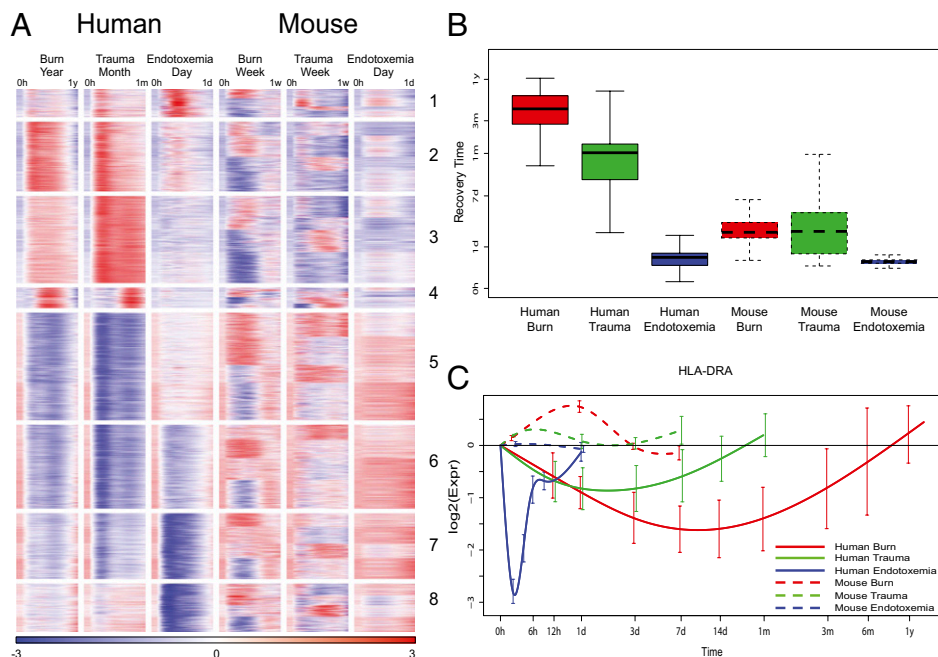 A Human Mouse
Burn Year
Trauma Month
Endotoxemia Day
Burn Week
Trauma Week
Endotoxemia Day
0h 1y 0h 1m 0h 1d 0h 1w 0h 1w 0h 1d
1
2
3
4
5
6
7
8
-3 0 3
B
Recovery Time
1y
3m
1m
7d
1d
0h
Human Burn
Human Trauma
Human Endotoxemia
Mouse Burn
Mouse Trauma
Mouse Endotoxemia
C
HLA-DRA
log2(Expr)
0
-1
-2
-3
Human Burn
Human Trauma
Human Endotoxemia
Mouse Burn
Mouse Trauma
Mouse Endotoxemia
0h 6h 12h 1d 3d 7d 14d 1m 3m 6m 1y
Time